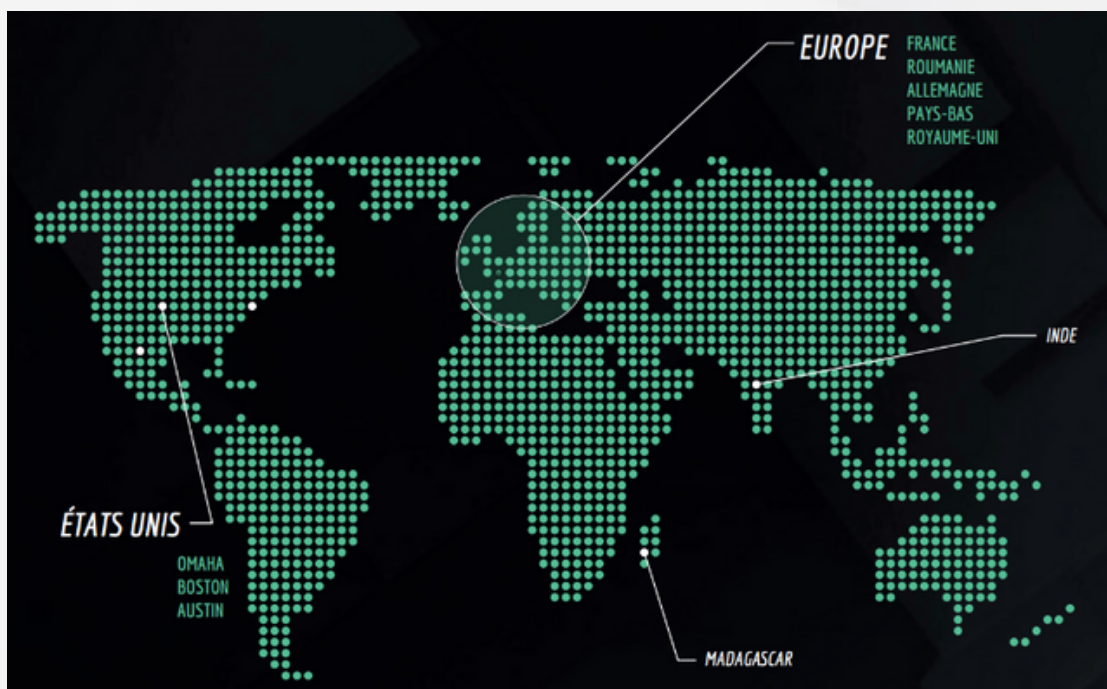 EUROPE
FRANCE
ROUMANIE
ALLEMAGNE
PAYS-BAS
ROYAUME-UNI
INDE
ÉTATS UNIS
OMAHA
BOSTON
AUSTIN
MADAGASCAR